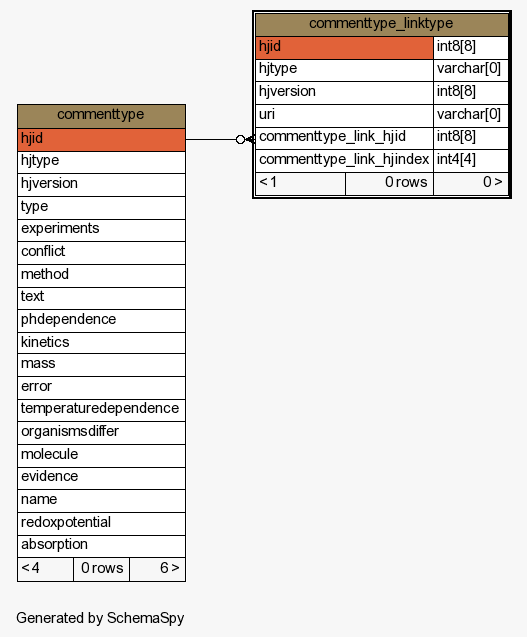 commenttype_linktype
hjid int8[8]
hjtype varchar[0]
hjversion int8[8]
uri varchar[0]
commenttype_link_hjid int8[8]
commenttype_link_hjindex int4[4]
< 1 0 rows 0 >
commenttype
hjid
hjtype
hjversion
type
experiments
conflict
method
text
phdependence
kinetics
mass
error
temperaturedependence
organismsdiffer
molecule
evidence
name
redoxpotential
absorption
< 4 0 rows 6 >
Generated by SchemaSpy